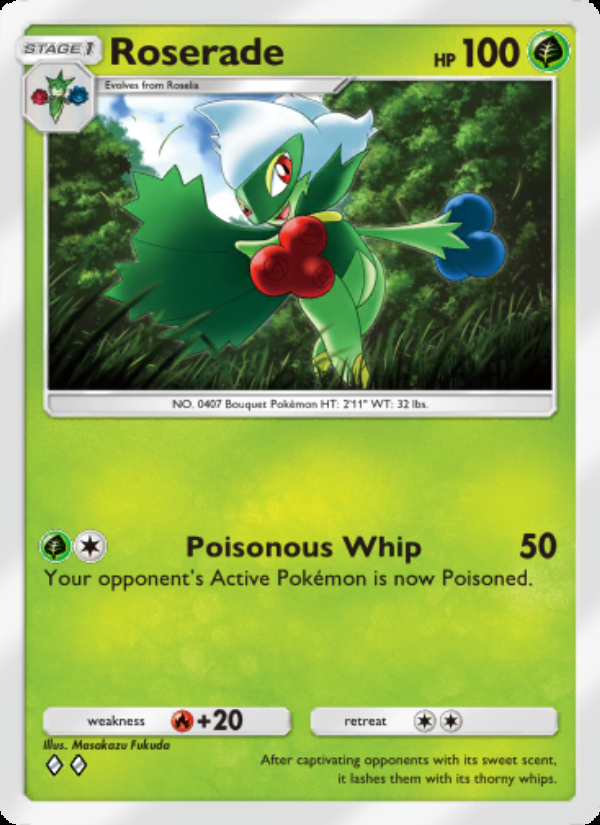 STAGE 1
Roserade
HP 100
Evolves from Roselia
NO. 0407 Bouquet Pokémon HT: 2'11" WT: 32 lbs.
Poisonous Whip 50
Your opponent's Active Pokémon is now Poisoned.
weakness +20
retreat
Illus. Masakazu Fukuda
After captivating opponents with its sweet scent,
it lashes them with its thorny whips.